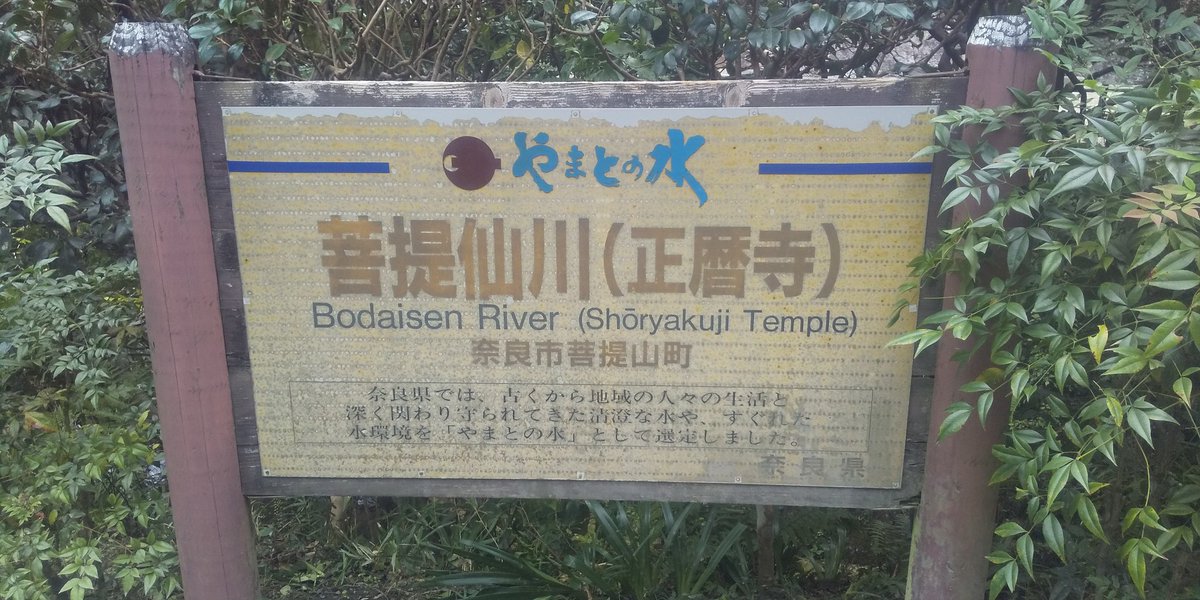 やまとの水
菩提仙川(正暦寺)
Bodaisen River (Shōryakuji Temple)
奈良市菩提山町
奈良県では、古くから地域の人々の生活と
深く関わり守られてきた清澄な水や、すぐれた
水環境を「やまとの水」として選定しました。
奈良県